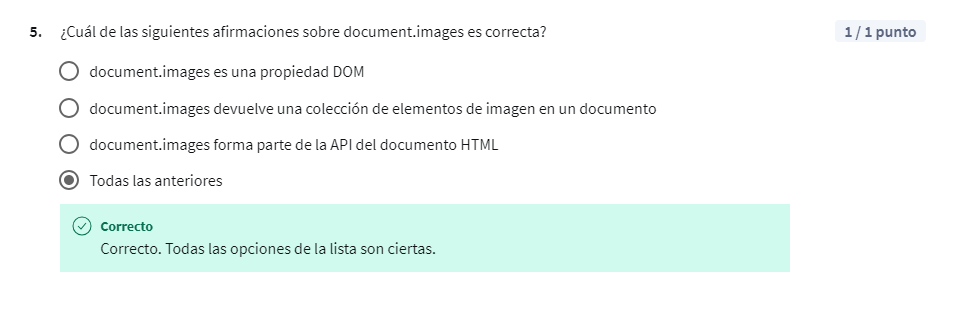 5. ¿Cuál de las siguientes afirmaciones sobre document.images es correcta? 1 / 1 punto
document.images es una propiedad DOM
document.images devuelve una colección de elementos de imagen en un documento
document.images forma parte de la API del documento HTML
Todas las anteriores
Correcto
Correcto. Todas las opciones de la lista son ciertas.